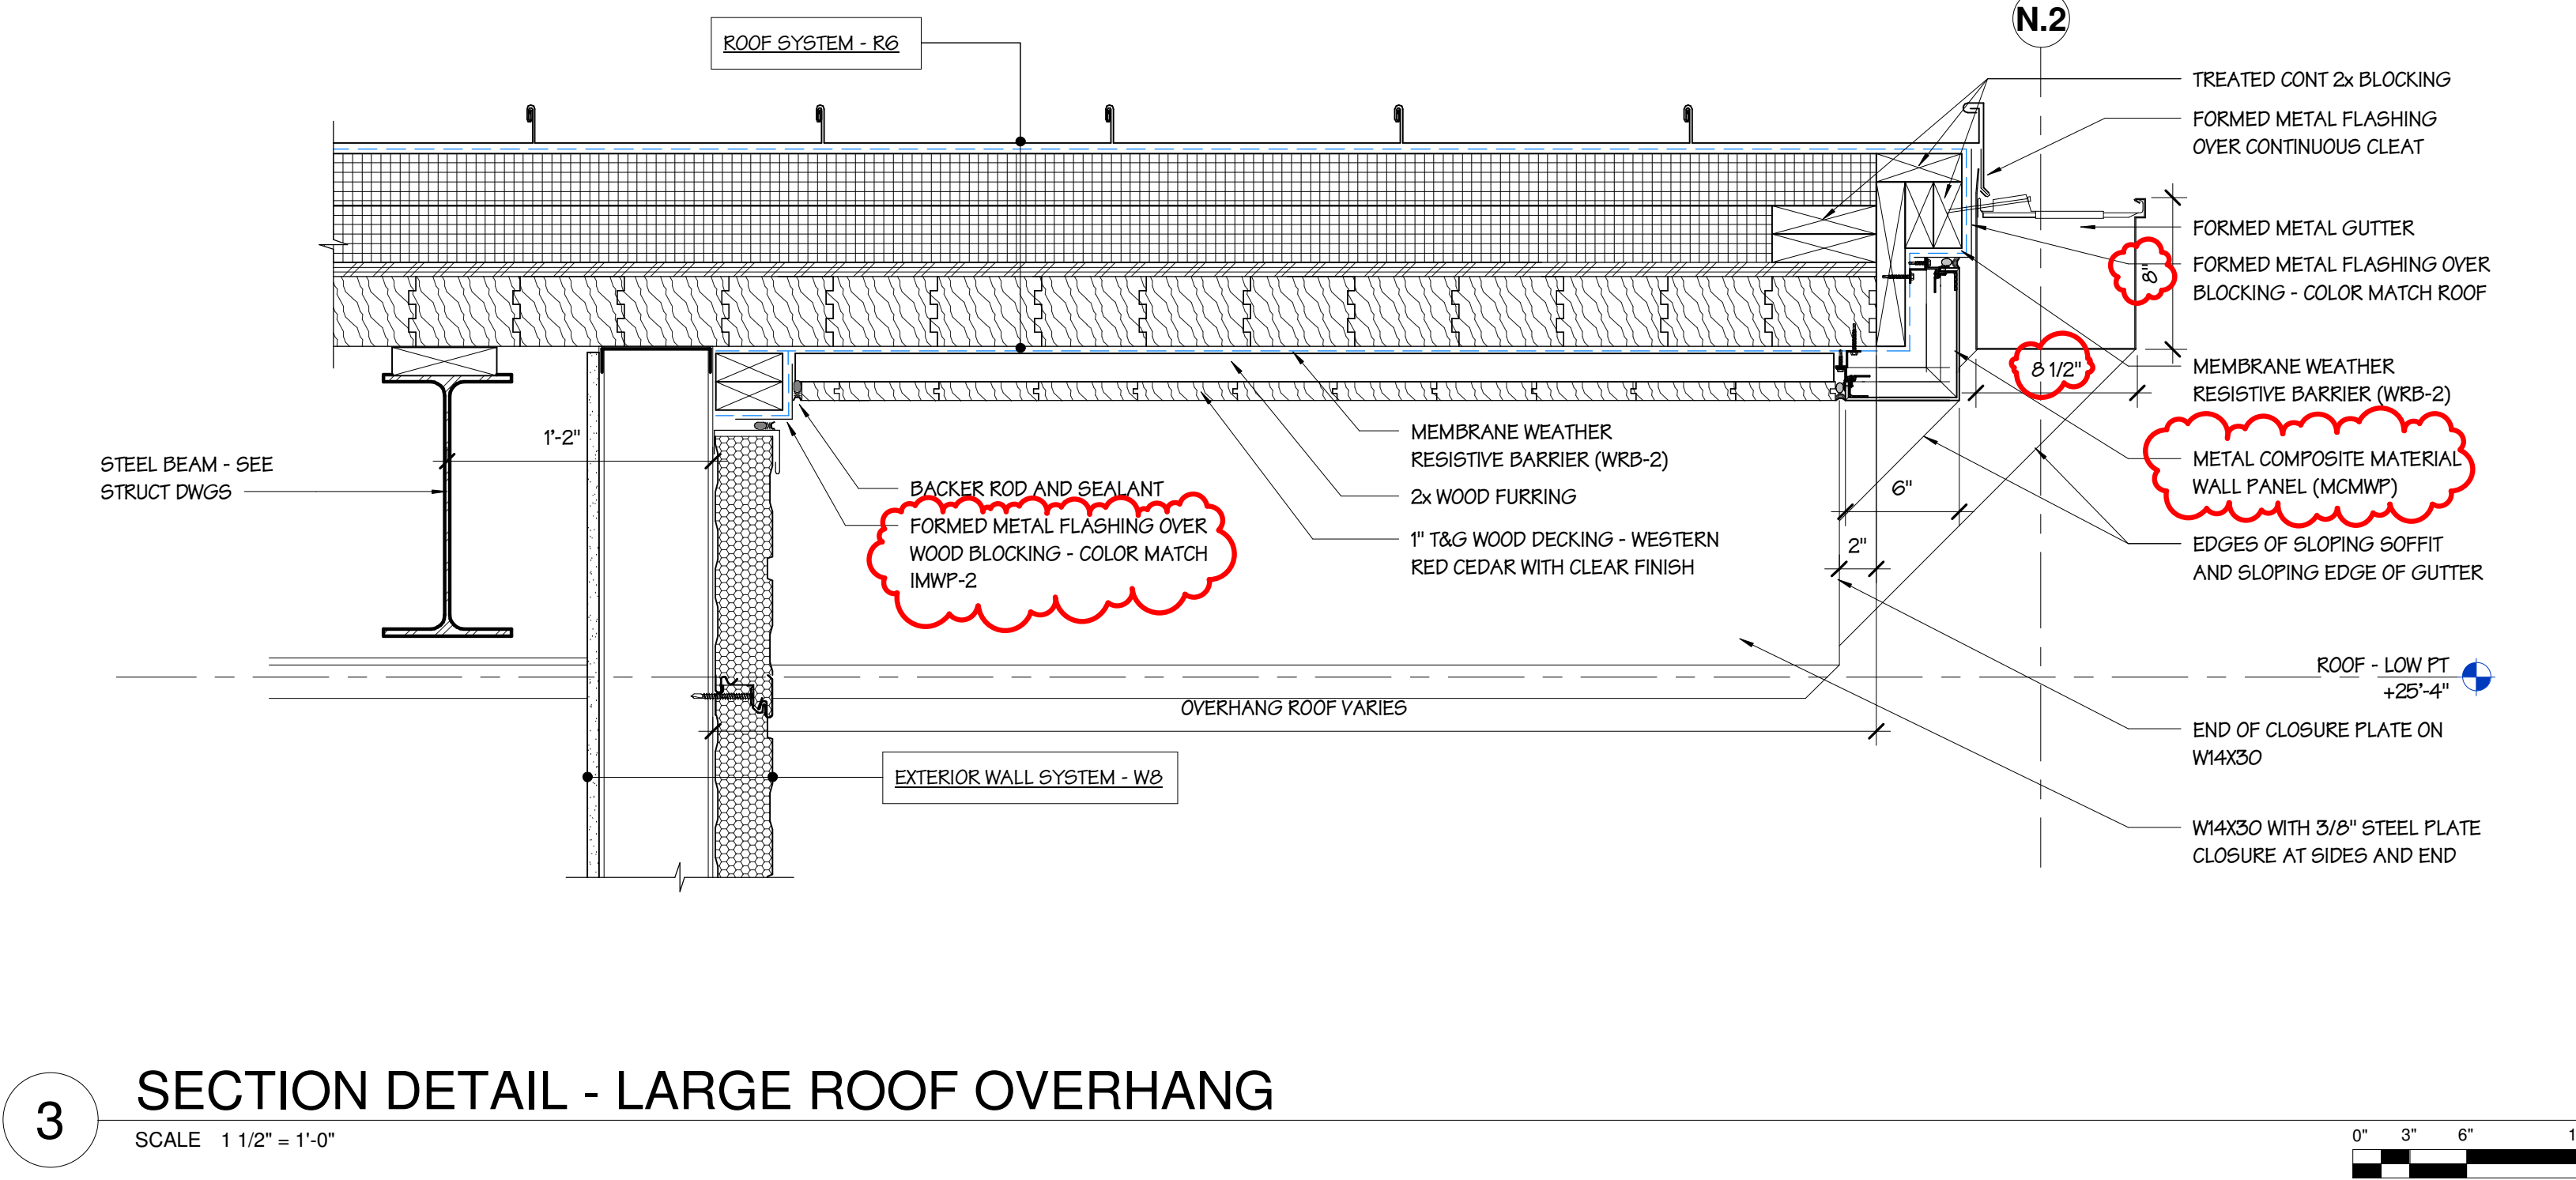 ROOF SYSTEM - R6
N.2
TREATED CONT 2x BLOCKING
FORMED METAL FLASHING
OVER CONTINUOUS CLEAT
FORMED METAL GUTTER
FORMED METAL FLASHING OVER
BLOCKING - COLOR MATCH ROOF
8"
8 1/2"
MEMBRANE WEATHER
RESISTIVE BARRIER (WRB-2)
METAL COMPOSITE MATERIAL
WALL PANEL (MCMWP)
EDGES OF SLOPING SOFFIT
AND SLOPING EDGE OF GUTTER
1'-2"
STEEL BEAM - SEE
STRUCT DWGS
BACKER ROD AND SEALANT
FORMED METAL FLASHING OVER
WOOD BLOCKING - COLOR MATCH
IMWP-2
MEMBRANE WEATHER
RESISTIVE BARRIER (WRB-2)
2x WOOD FURRING
1" T&G WOOD DECKING - WESTERN
RED CEDAR WITH CLEAR FINISH
6"
2"
ROOF - LOW PT
+25'-4"
OVERHANG ROOF VARIES
END OF CLOSURE PLATE ON
W14X30
EXTERIOR WALL SYSTEM - W8
W14X30 WITH 3/8" STEEL PLATE
CLOSURE AT SIDES AND END
3
SECTION DETAIL - LARGE ROOF OVERHANG
SCALE 1 1/2" = 1'-0"
0" 3" 6" 1